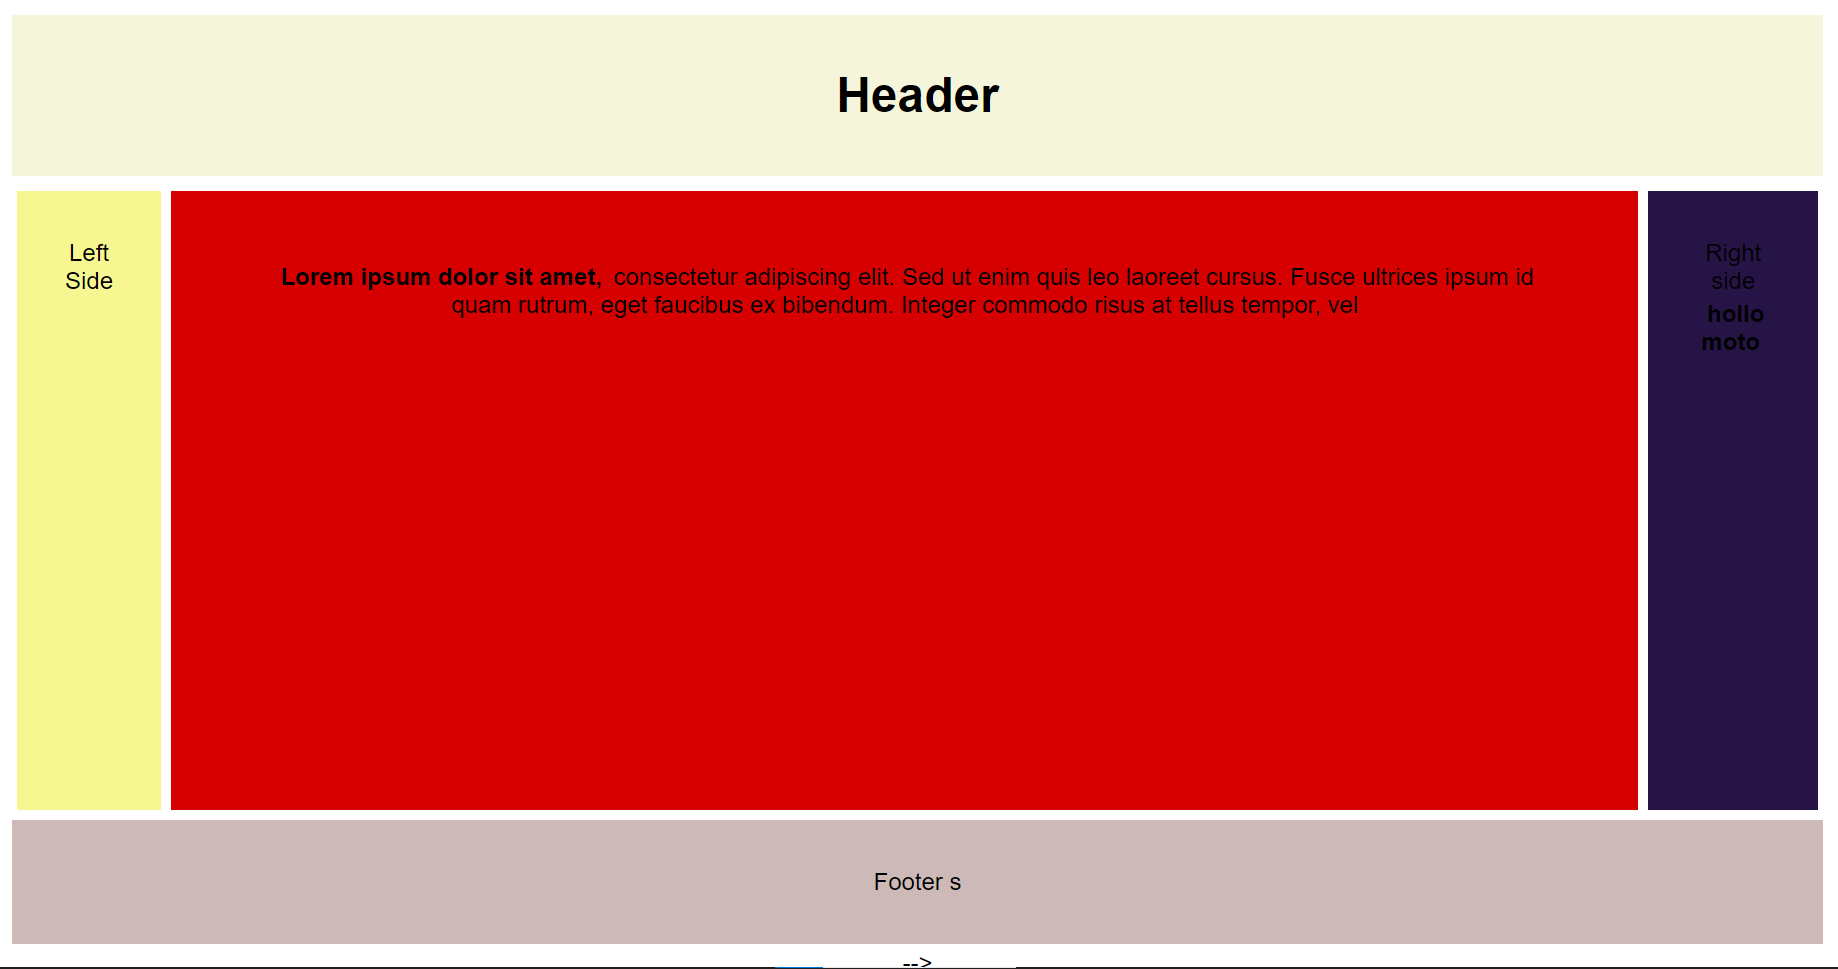 Header
Left
Side
Lorem ipsum dolor sit amet, consectetur adipiscing elit. Sed ut enim quis leo laoreet cursus. Fusce ultrices ipsum id
quam rutrum, eget faucibus ex bibendum. Integer commodo risus at tellus tempor, vel
Right
side
hollo
moto
Footer s
-->